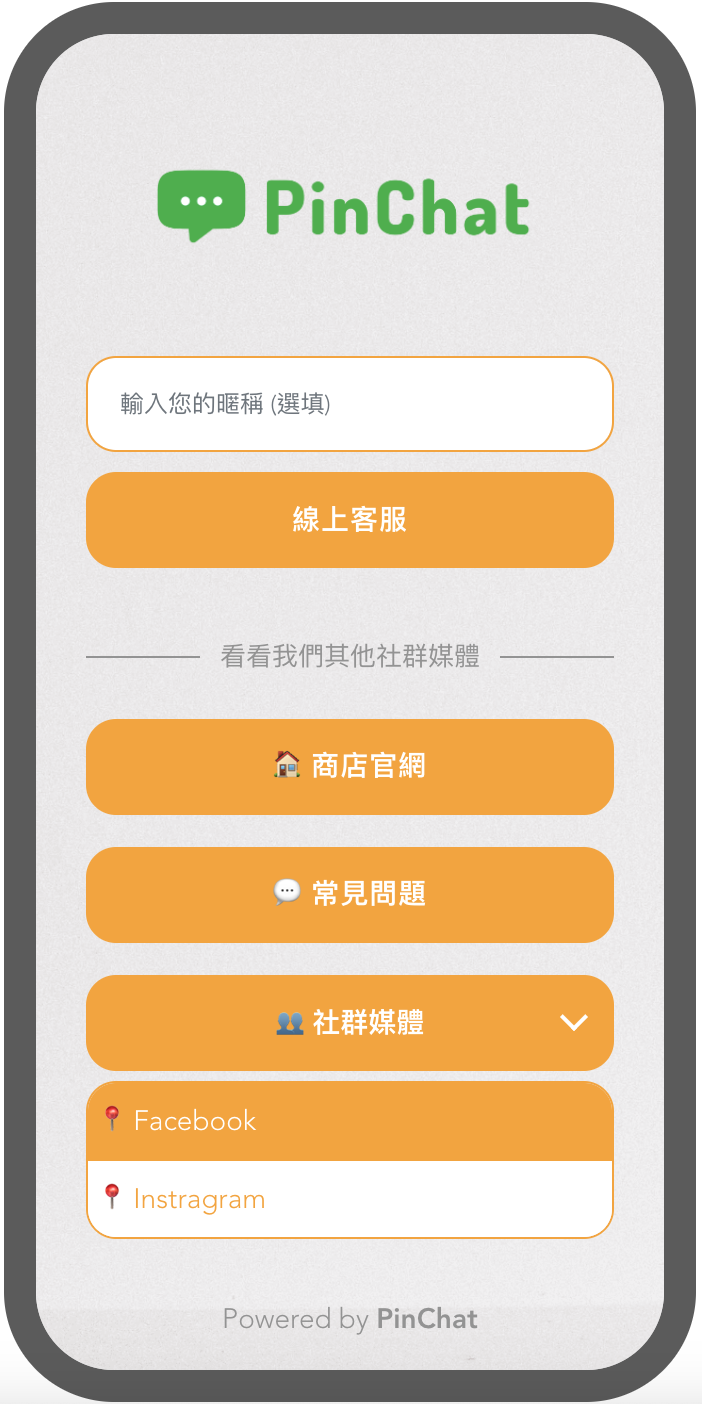 PinChat
輸入您的暱稱 (選填)
線上客服
看看我們其他社群媒體
🏠 商店官網
💬 常見問題
👥 社群媒體
📍 Facebook
📍 Instragram
Powered by PinChat